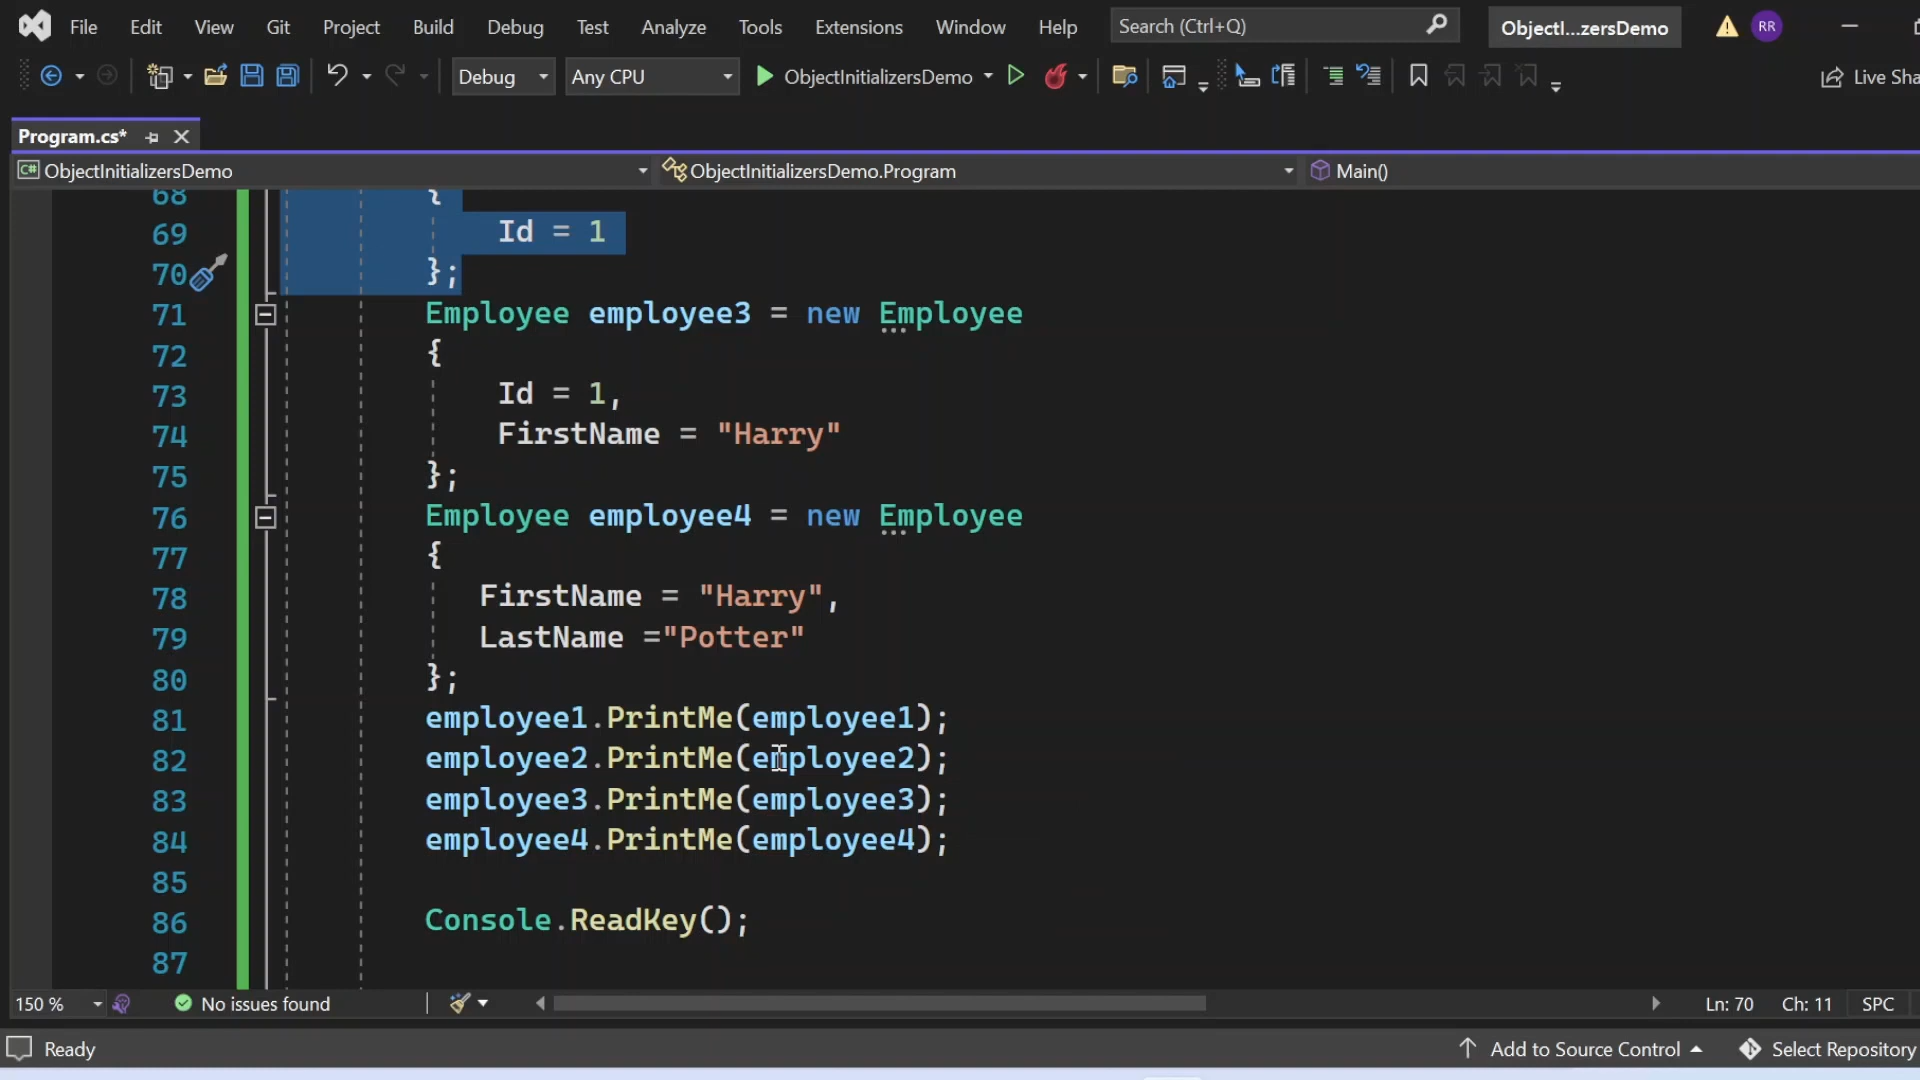 File Edit View Git Project Build Debug Test Analyze Tools Extensions Window Help Search (Ctrl+Q) ObjectI...zersDemo RR
Debug Any CPU ObjectInitializersDemo Live Sha
Program.cs*
C# ObjectInitializersDemo ObjectInitializersDemo.Program Main()
68 {
69 Id = 1
70 };
71 Employee employee3 = new Employee
72 {
73 Id = 1,
74 FirstName = "Harry"
75 };
76 Employee employee4 = new Employee
77 {
78 FirstName = "Harry",
79 LastName ="Potter"
80 };
81 employee1.PrintMe(employee1);
82 employee2.PrintMe(employee2);
83 employee3.PrintMe(employee3);
84 employee4.PrintMe(employee4);
85
86 Console.ReadKey();
87
150 % No issues found Ln: 70 Ch: 11 SPC
Ready Add to Source Control Select Repository